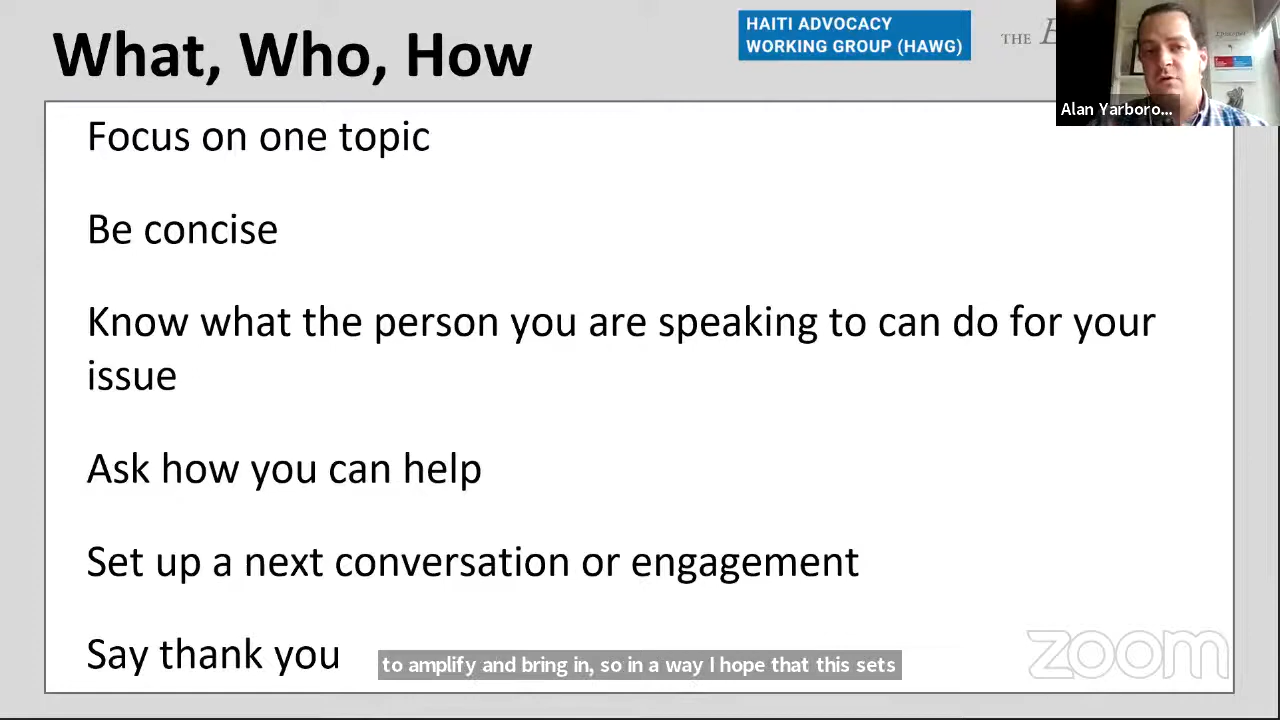 What, Who, How
HAITI ADVOCACY
WORKING GROUP (HAWG)
THE
Alan Yarboro...
Focus on one topic
Be concise
Know what the person you are speaking to can do for your
issue
Ask how you can help
Set up a next conversation or engagement
Say thank you
to amplify and bring in, so in a way I hope that this sets
zoom